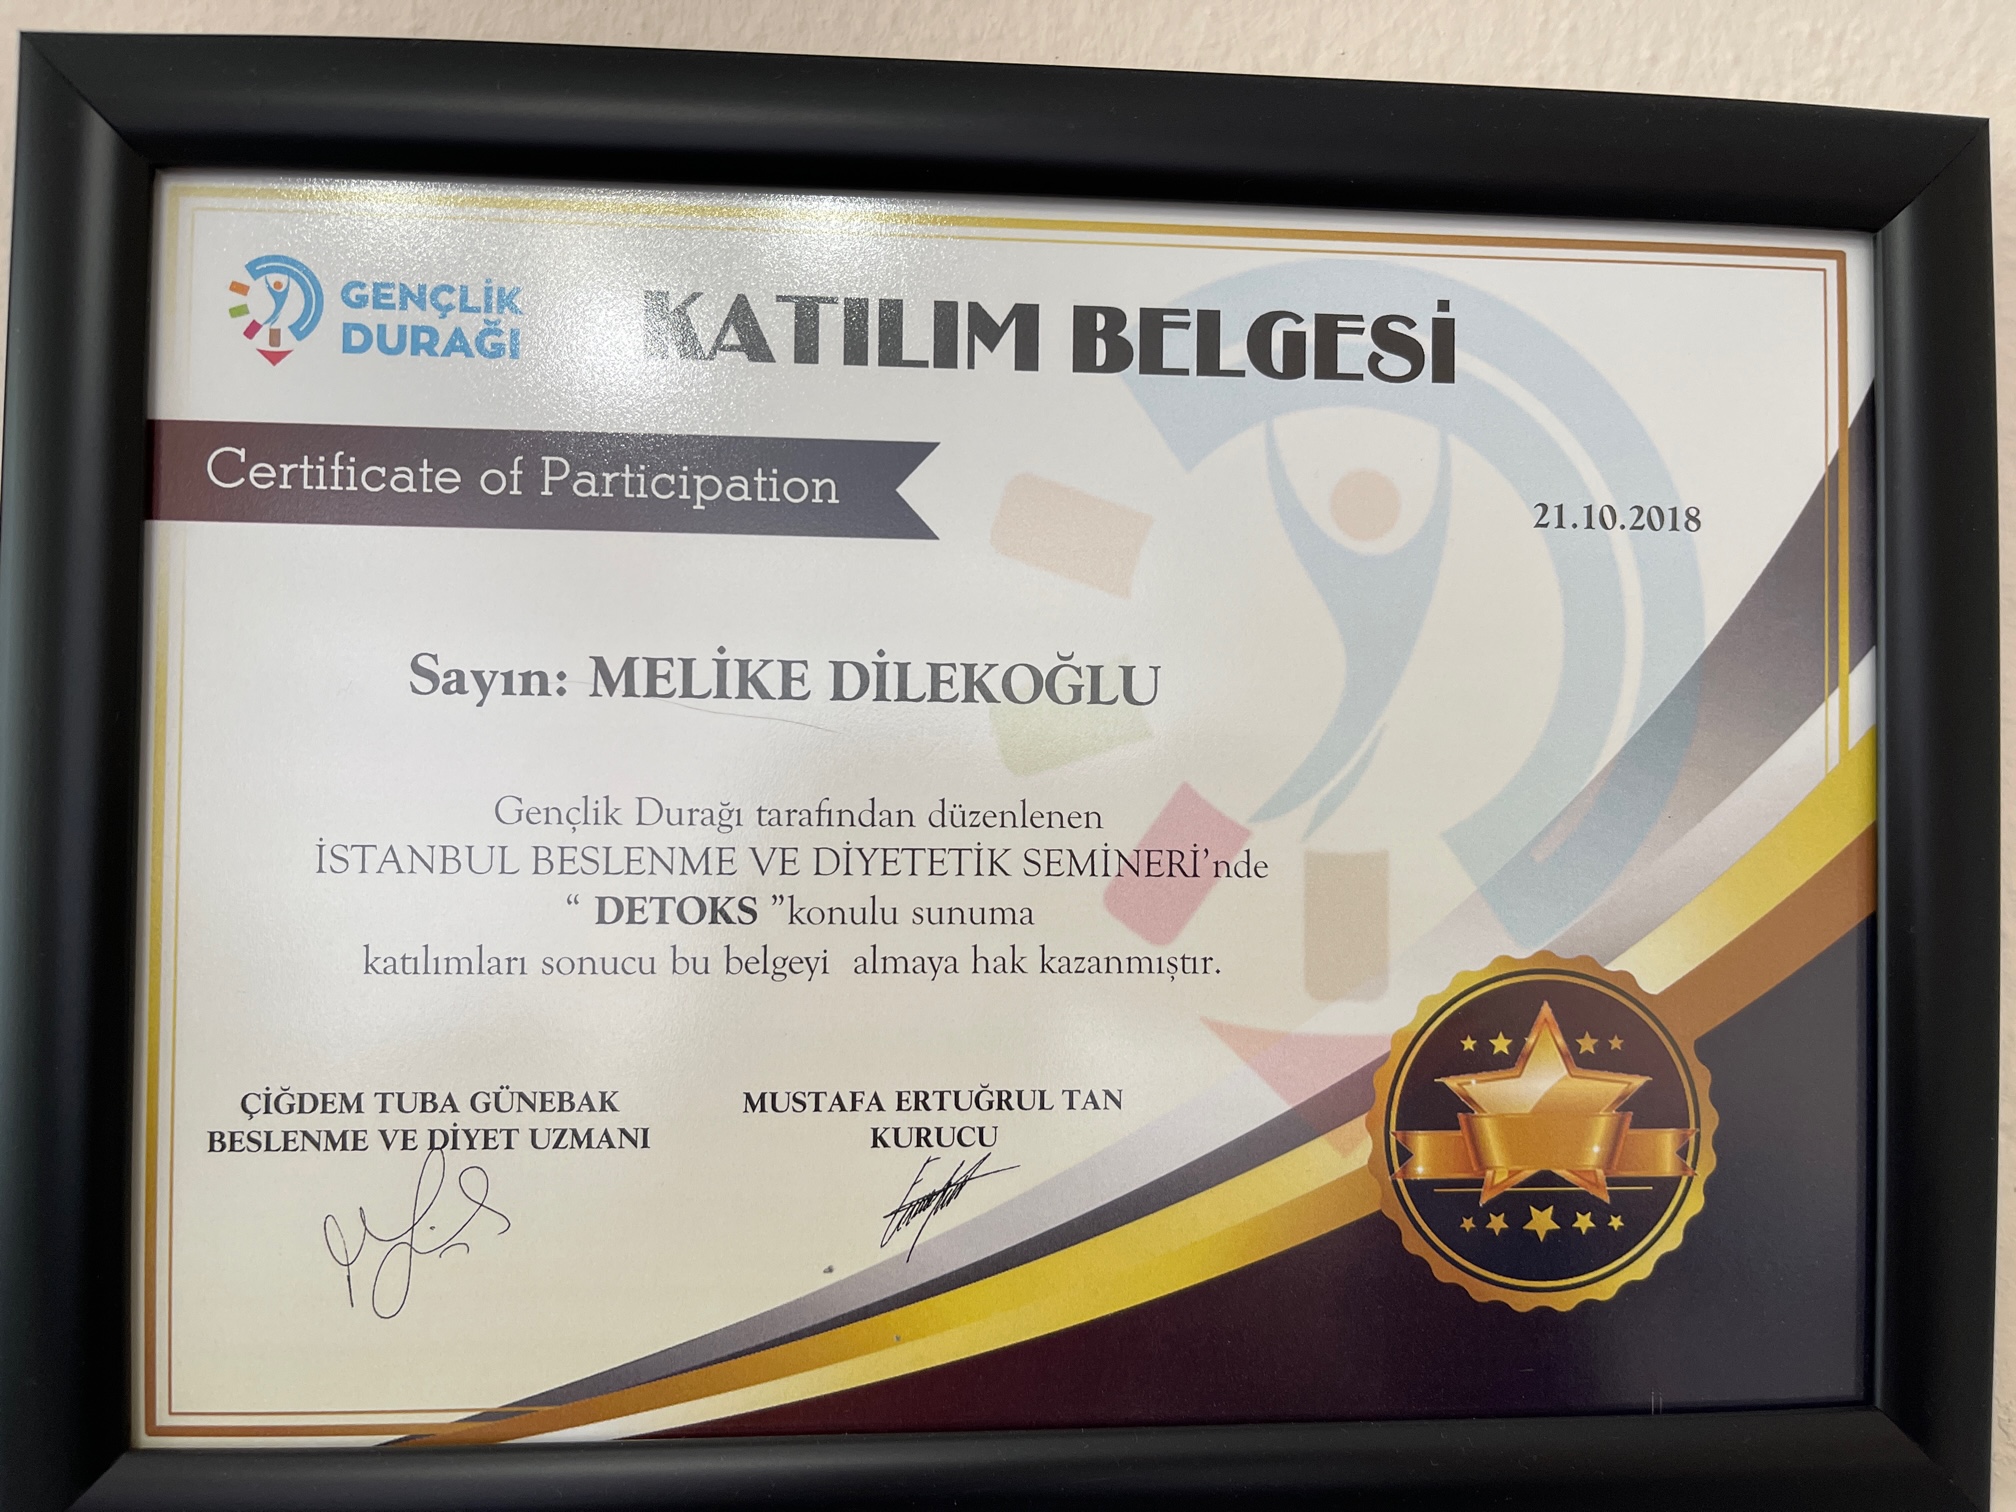 GENÇLİK
DURAĞI
KATILIM BELGESİ
Certificate of Participation
21.10.2018
Sayın: MELİKE DİLEKOĞLU
Gençlik Durağı tarafından düzenlenen
İSTANBUL BESLENME VE DİYETETİK SEMİNERİ'nde
“ DETOKS ”konulu sunuma
katılımları sonucu bu belgeyi almaya hak kazanmıştır.
ÇİĞDEM TUBA GÜNEBAK
BESLENME VE DİYET UZMANI
MUSTAFA ERTUĞRUL TAN
KURUCU